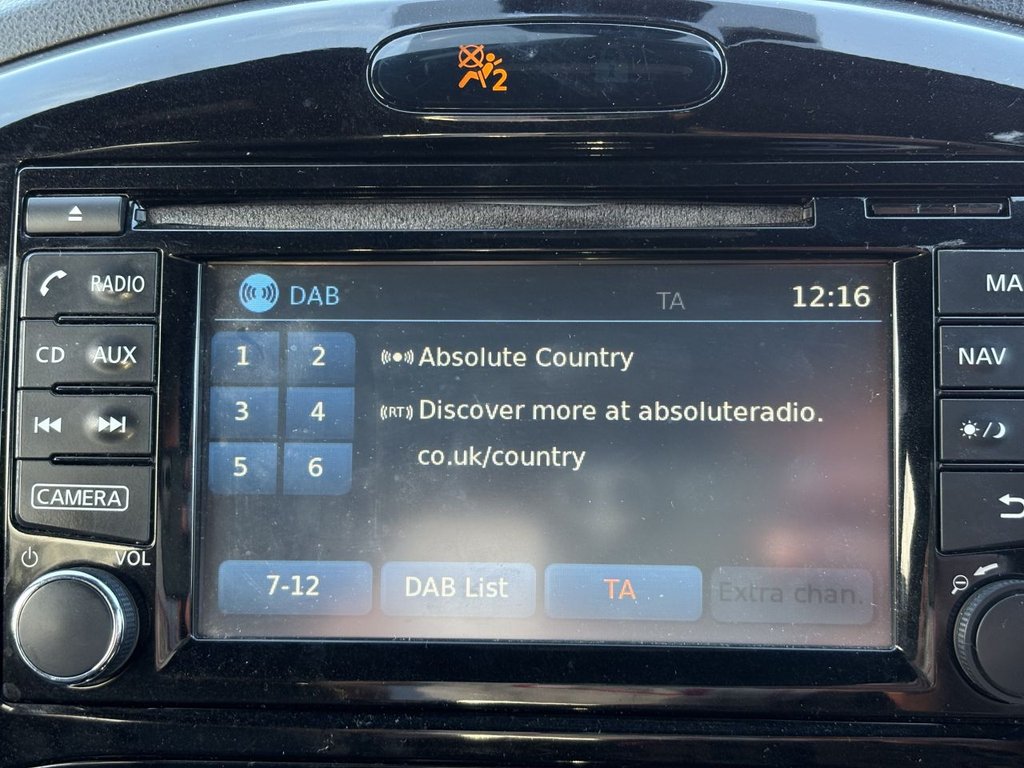 2
RADIO
CD AUX
CAMERA
VOL
DAB TA 12:16
1 2
3 4
5 6
Absolute Country
(RT) Discover more at absoluteradio.
co.uk/country
7-12 DAB List TA Extra chan.
MA
NAV